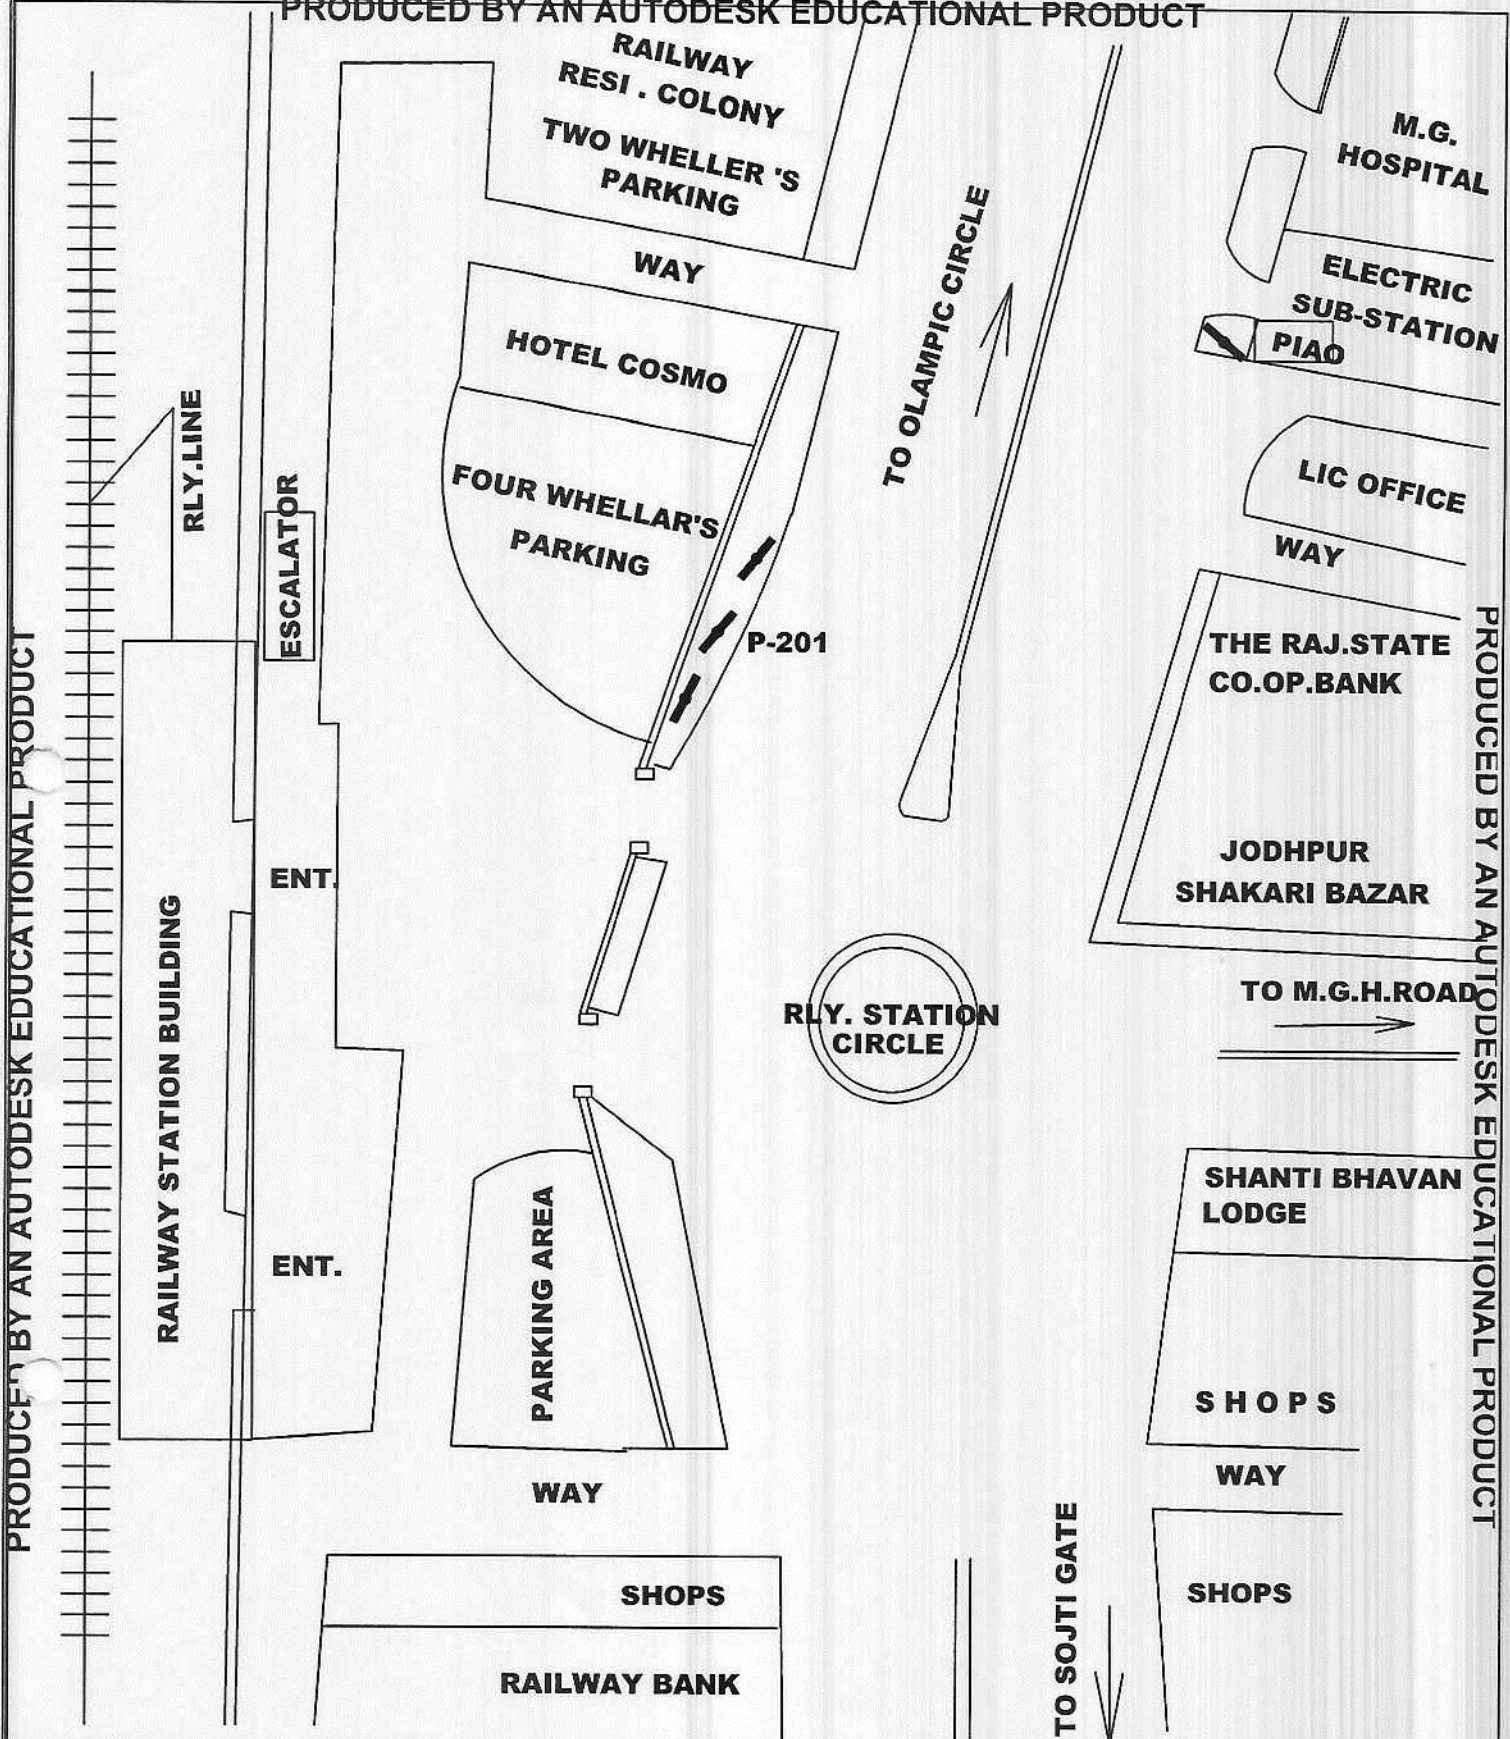 PRODUCED BY AN AUTODESK EDUCATIONAL PRODUCT
RAILWAY
RESI . COLONY
TWO WHELLER 'S
PARKING
WAY
HOTEL COSMO
FOUR WHELLAR'S
PARKING
P-201
TO OLAMPIC CIRCLE
M.G.
HOSPITAL
ELECTRIC
SUB-STATION
PIAO
LIC OFFICE
WAY
THE RAJ.STATE
CO.OP.BANK
JODHPUR
SHAKARI BAZAR
TO M.G.H.ROAD
RLY. STATION
CIRCLE
RLY.LINE
ESCALATOR
ENT.
RAILWAY STATION BUILDING
ENT.
PARKING AREA
SHANTI BHAVAN
LODGE
S H O P S
WAY
WAY
SHOPS
TO SOJTI GATE
SHOPS
RAILWAY BANK
PRODUCED BY AN AUTODESK EDUCATIONAL PRODUCT
PRODUCED BY AN AUTODESK EDUCATIONAL PRODUCT